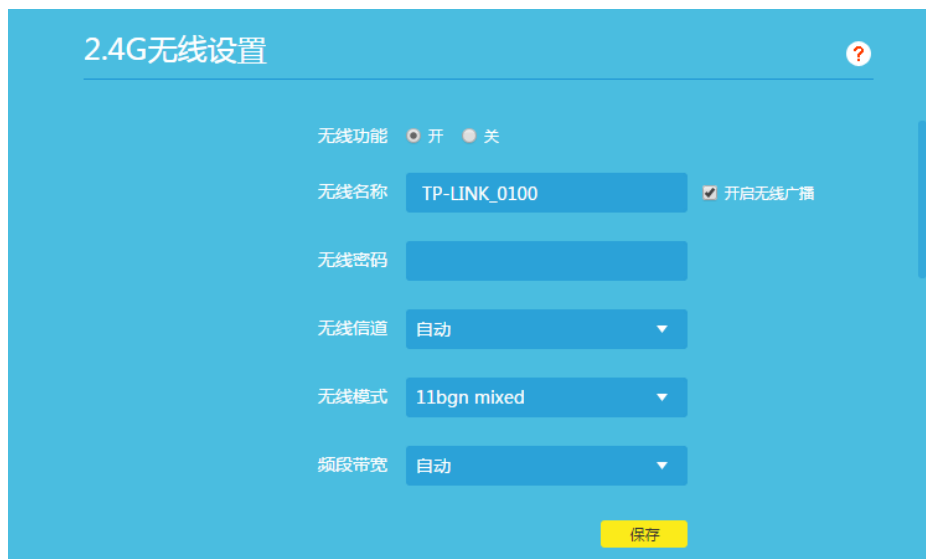 2.4G无线设置
?
无线功能 开 关
无线名称 TP-LINK_0100 开启无线广播
无线密码
无线信道 自动
无线模式 11bgn mixed
频段带宽 自动
保存